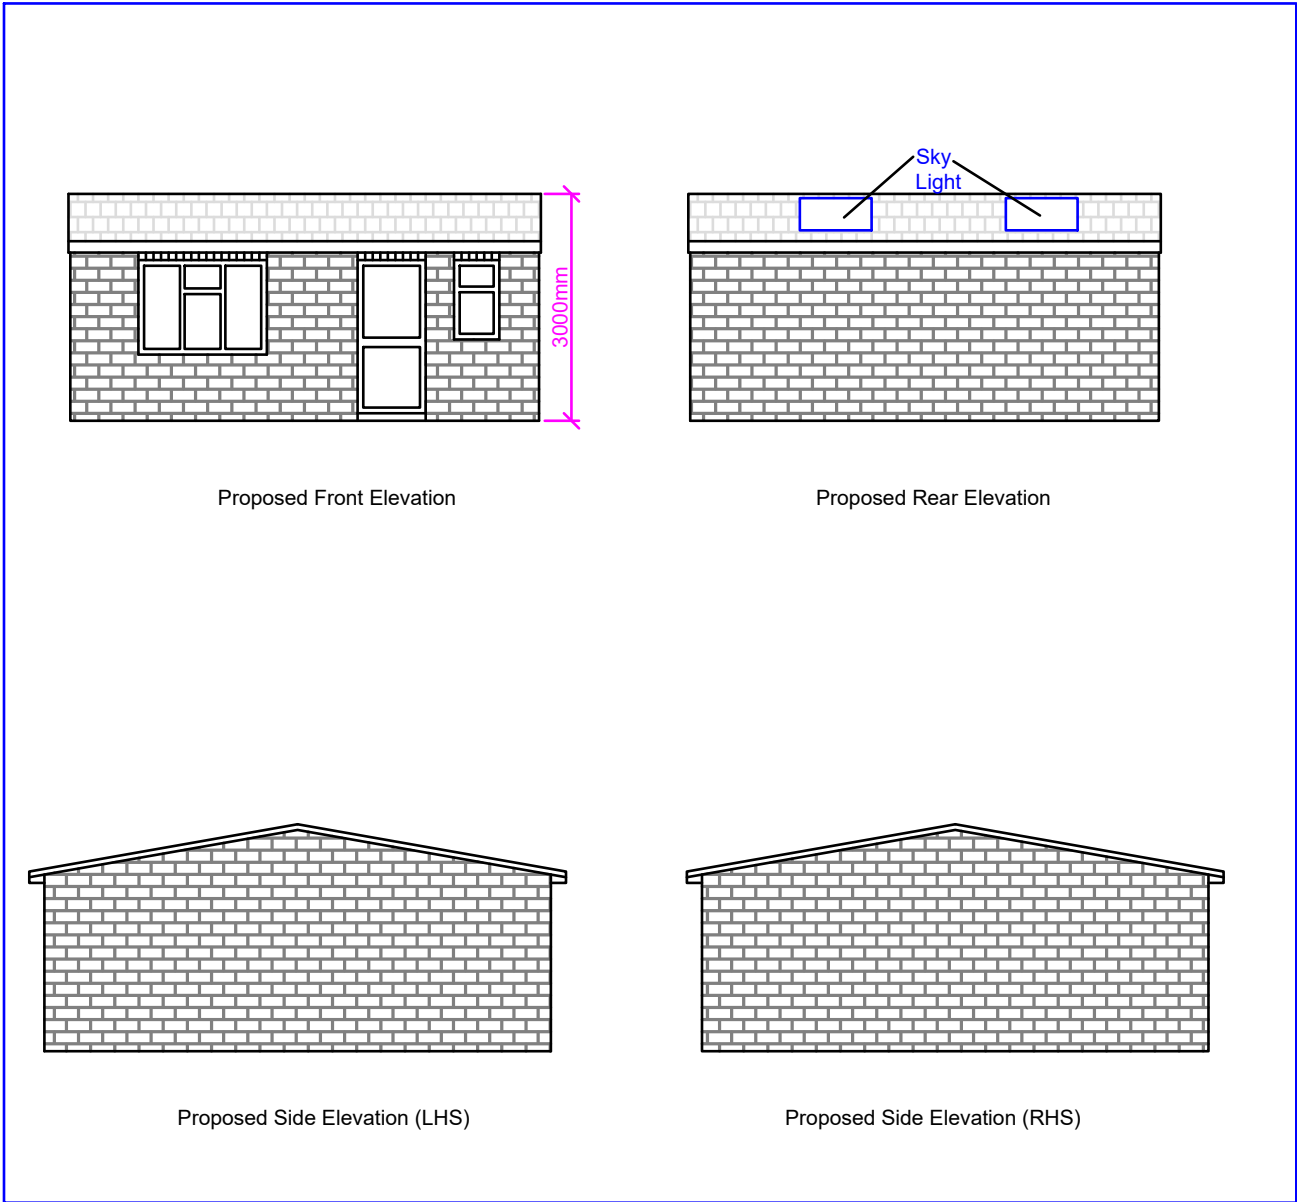 Sky
Light
3000mm
Proposed Front Elevation
Proposed Rear Elevation
Proposed Side Elevation (LHS)
Proposed Side Elevation (RHS)